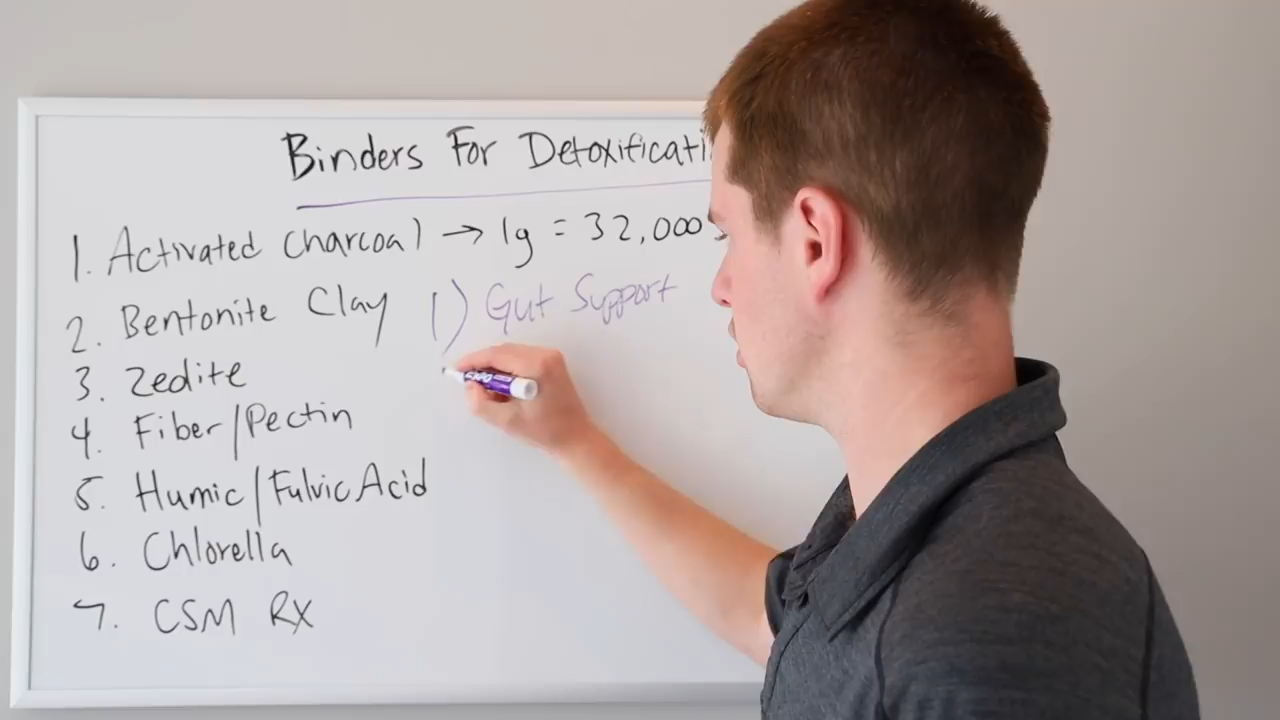 Binders For Detoxificati
1. Activated Charcoal → 1g = 32,000
2. Bentonite Clay
1) Gut Support
3. Zeolite
4. Fiber/Pectin
5. Humic/Fulvic Acid
6. Chlorella
7. CSM RX